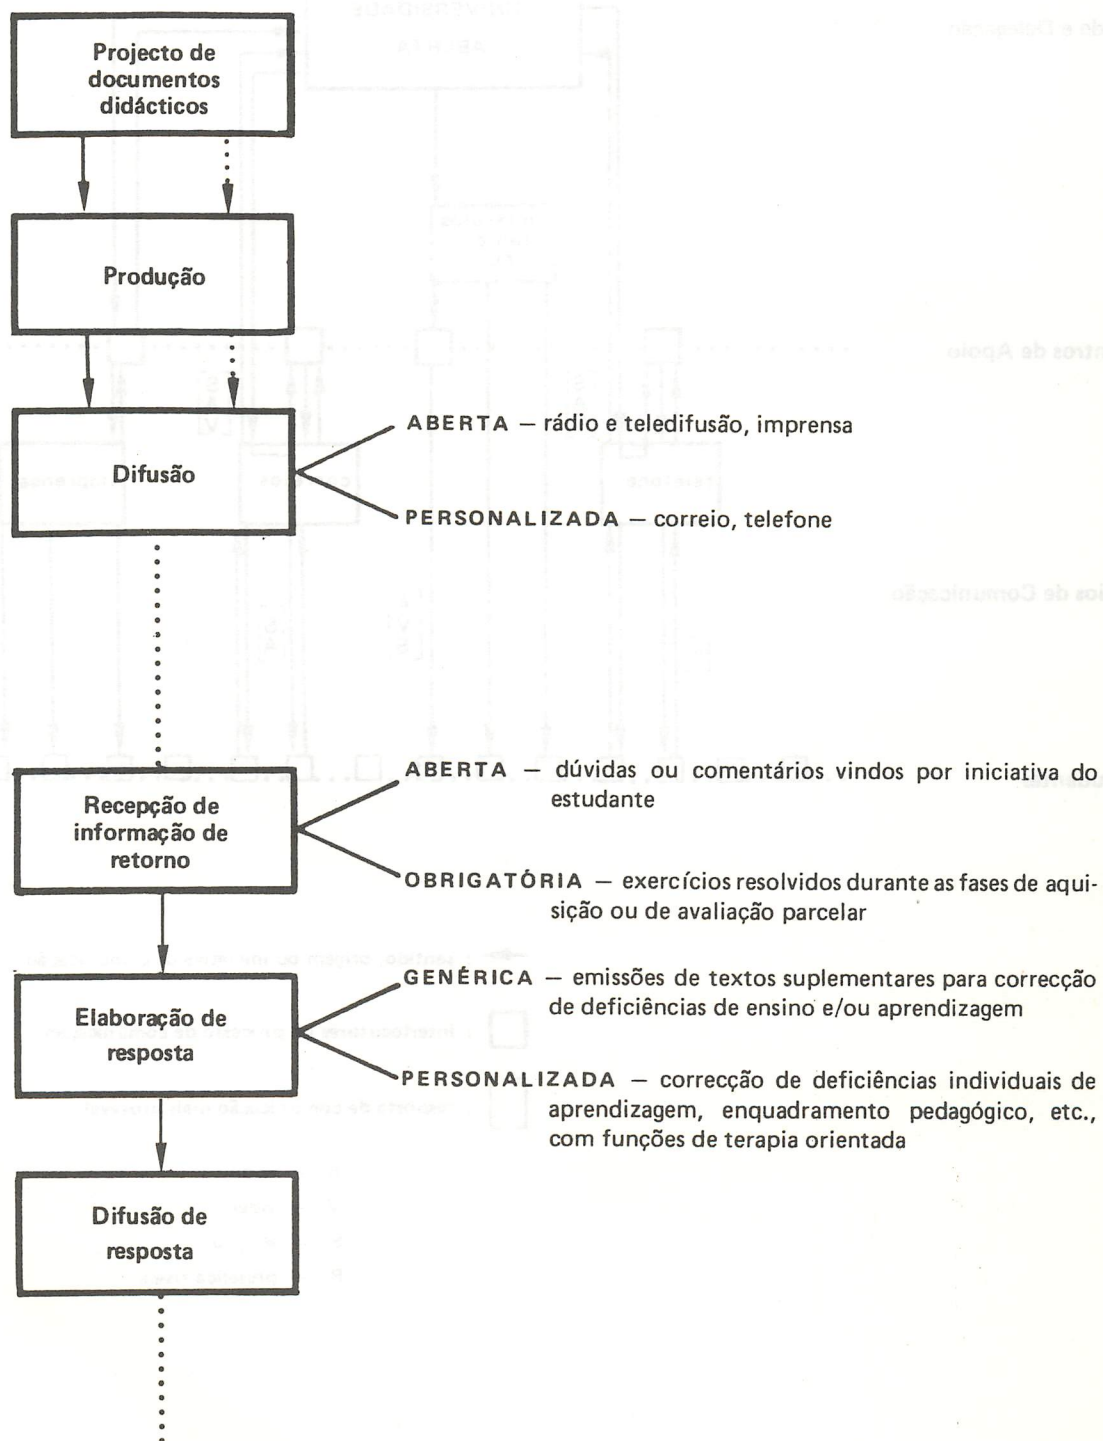 Projecto de
documentos
didácticos
Produção
Difusão
ABERTA — rádio e teledifusão, imprensa
PERSONALIZADA — correio, telefone
Recepção de
informação de
retorno
ABERTA — dúvidas ou comentários vindos por iniciativa do
estudante
OBRIGATÓRIA — exercícios resolvidos durante as fases de aqui-
sição ou de avaliação parcelar
Elaboração de
resposta
GENÉRICA — emissões de textos suplementares para correcção
de deficiências de ensino e/ou aprendizagem
PERSONALIZADA — correcção de deficiências individuais de
aprendizagem, enquadramento pedagógico, etc.,
com funções de terapia orientada
Difusão de
resposta